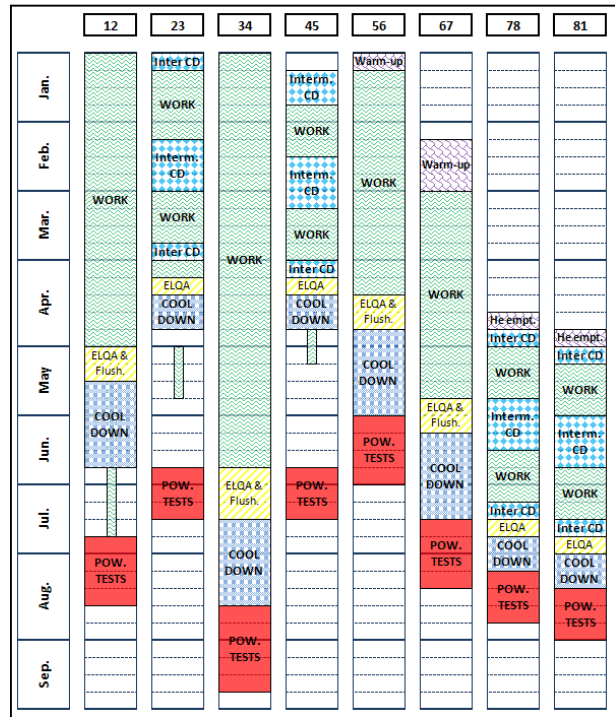 12 23 34 45 56 67 78 81
Jan.
Feb.
Mar.
Apr.
May
Jun.
Jul.
Aug.
Sep.
WORK
ELQA &
Flush.
COOL
DOWN
POW.
TESTS
Inter CD
WORK
Interm.
CD
WORK
Inter CD
ELQA
COOL
DOWN
POW.
TESTS
WORK
ELQA &
Flush.
COOL
DOWN
POW.
TESTS
Interm.
CD
WORK
Interm.
CD
WORK
Inter CD
ELQA
COOL
DOWN
POW.
TESTS
Warm-up
WORK
ELQA &
Flush.
COOL
DOWN
POW.
TESTS
Warm-up
WORK
ELQA &
Flush.
COOL
DOWN
POW.
TESTS
He empt.
Inter CD
WORK
Interm.
CD
WORK
Inter CD
ELQA
COOL
DOWN
POW.
TESTS
He empt.
Inter CD
WORK
Interm.
CD
WORK
Inter CD
ELQA
COOL
DOWN
POW.
TESTS